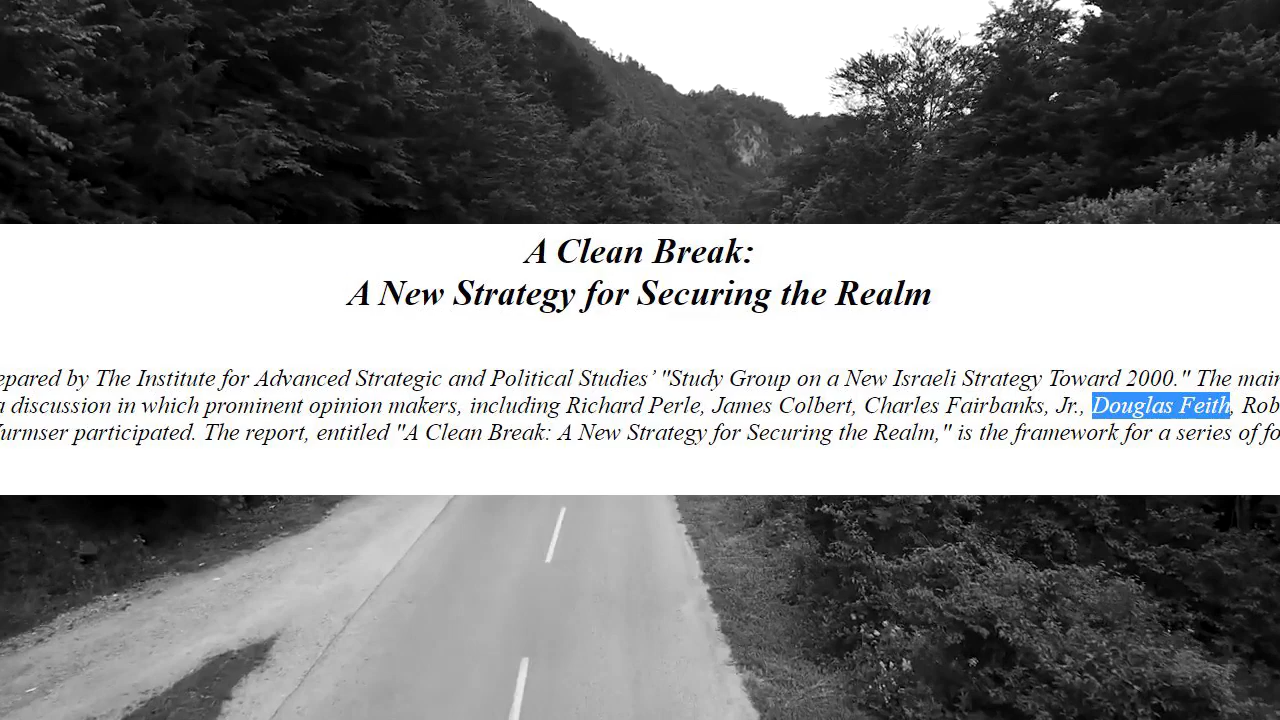 A Clean Break:
A New Strategy for Securing the Realm
epared by The Institute for Advanced Strategic and Political Studies’ "Study Group on a New Israeli Strategy Toward 2000." The main
a discussion in which prominent opinion makers, including Richard Perle, James Colbert, Charles Fairbanks, Jr., Douglas Feith, Rob
urmser participated. The report, entitled "A Clean Break: A New Strategy for Securing the Realm," is the framework for a series of fo